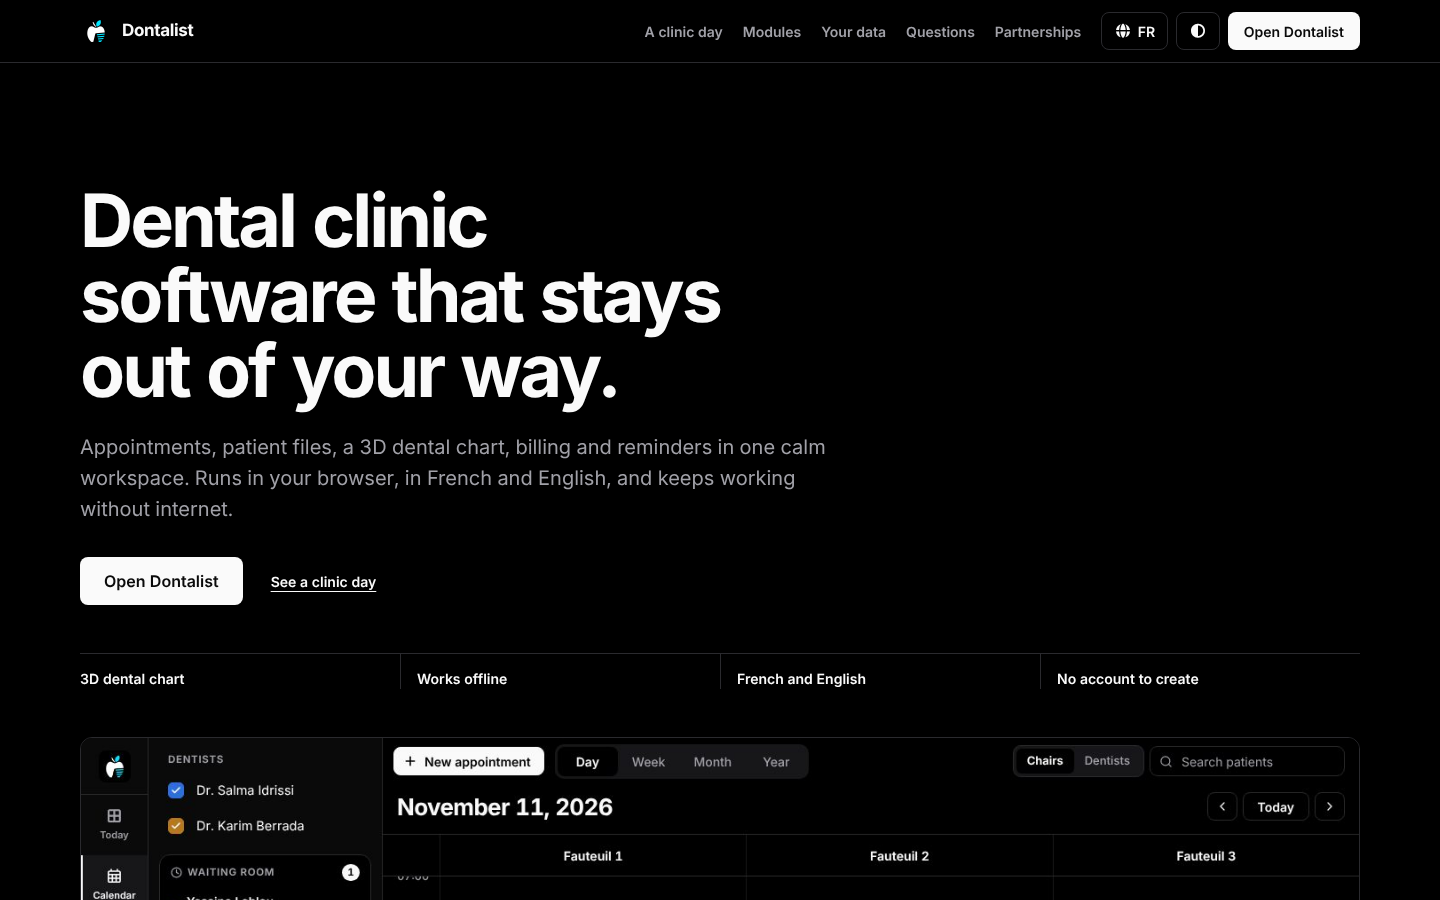 Dontalist
A clinic day
Modules
Your data
Questions
Partnerships
FR
Open Dontalist
Dental clinic
software that stays
out of your way.
Appointments, patient files, a 3D dental chart, billing and reminders in one calm
workspace. Runs in your browser, in French and English, and keeps working
without internet.
Open Dontalist
See a clinic day
3D dental chart
Works offline
French and English
No account to create
DENTISTS
Dr. Salma Idrissi
Dr. Karim Berrada
WAITING ROOM
1
Today
Calendar
New appointment
Day
Week
Month
Year
Chairs
Dentists
Search patients
November 11, 2026
Today
Fauteuil 1
Fauteuil 2
Fauteuil 3